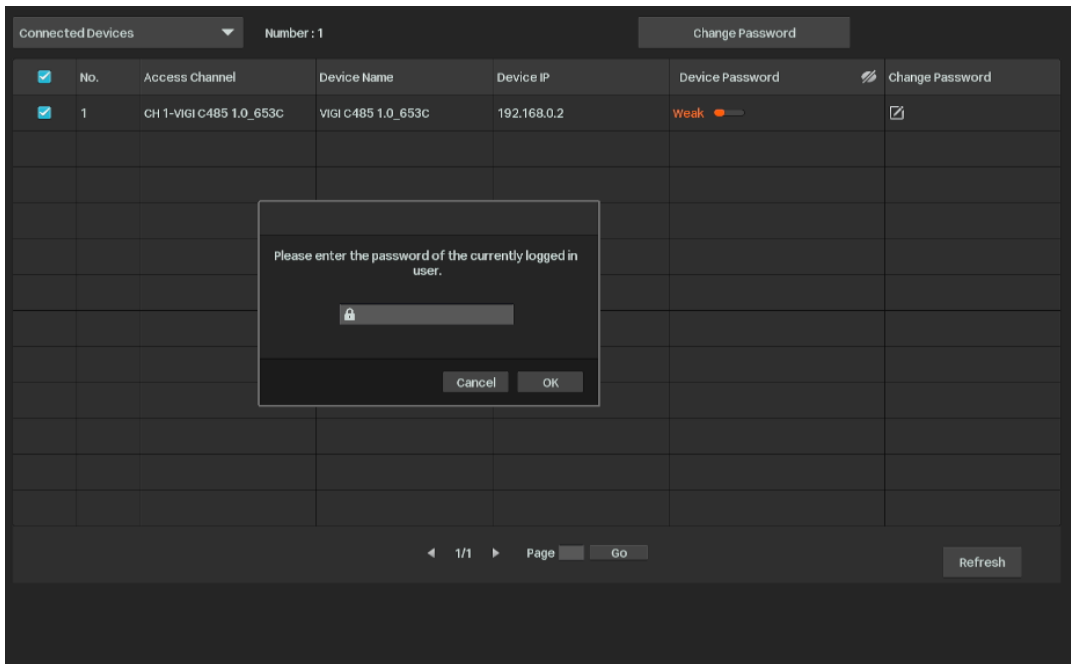 Connected Devices Number : 1 Change Password
No. Access Channel Device Name Device IP Device Password Change Password
1 CH 1-VIGI C485 1.0_653C VIGI C485 1.0_653C 192.168.0.2 Weak
Please enter the password of the currently logged in
user.
Cancel OK
1/1 Page Go
Refresh